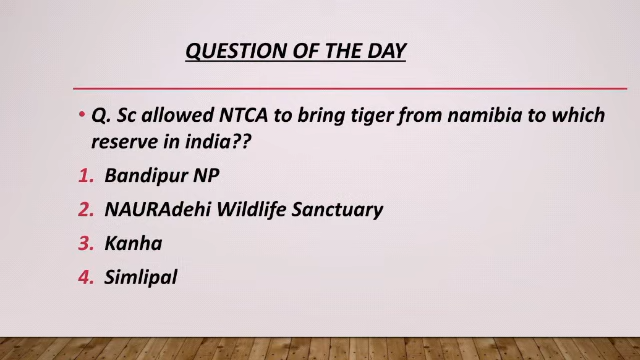 QUESTION OF THE DAY
• Q. Sc allowed NTCA to bring tiger from namibia to which
reserve in india??
1. Bandipur NP
2. NAURAdehi Wildlife Sanctuary
3. Kanha
4. Simlipal